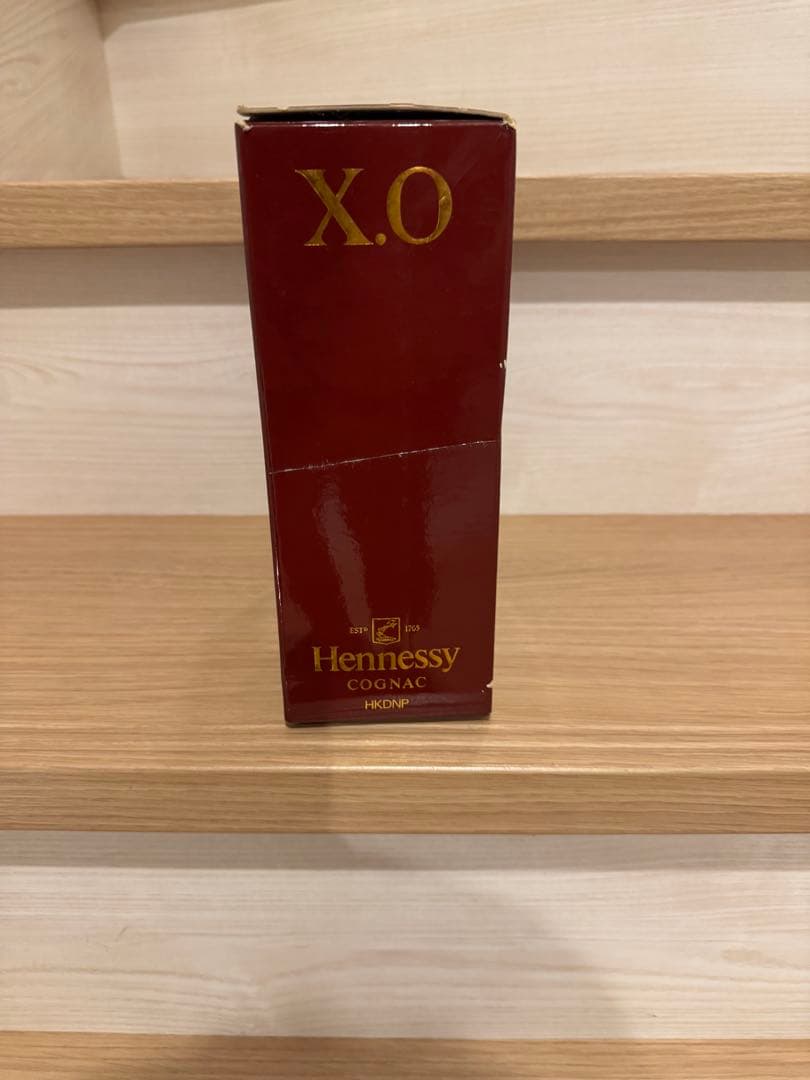 X.O
ESTD 1765
Hennessy
COGNAC
HKDNP